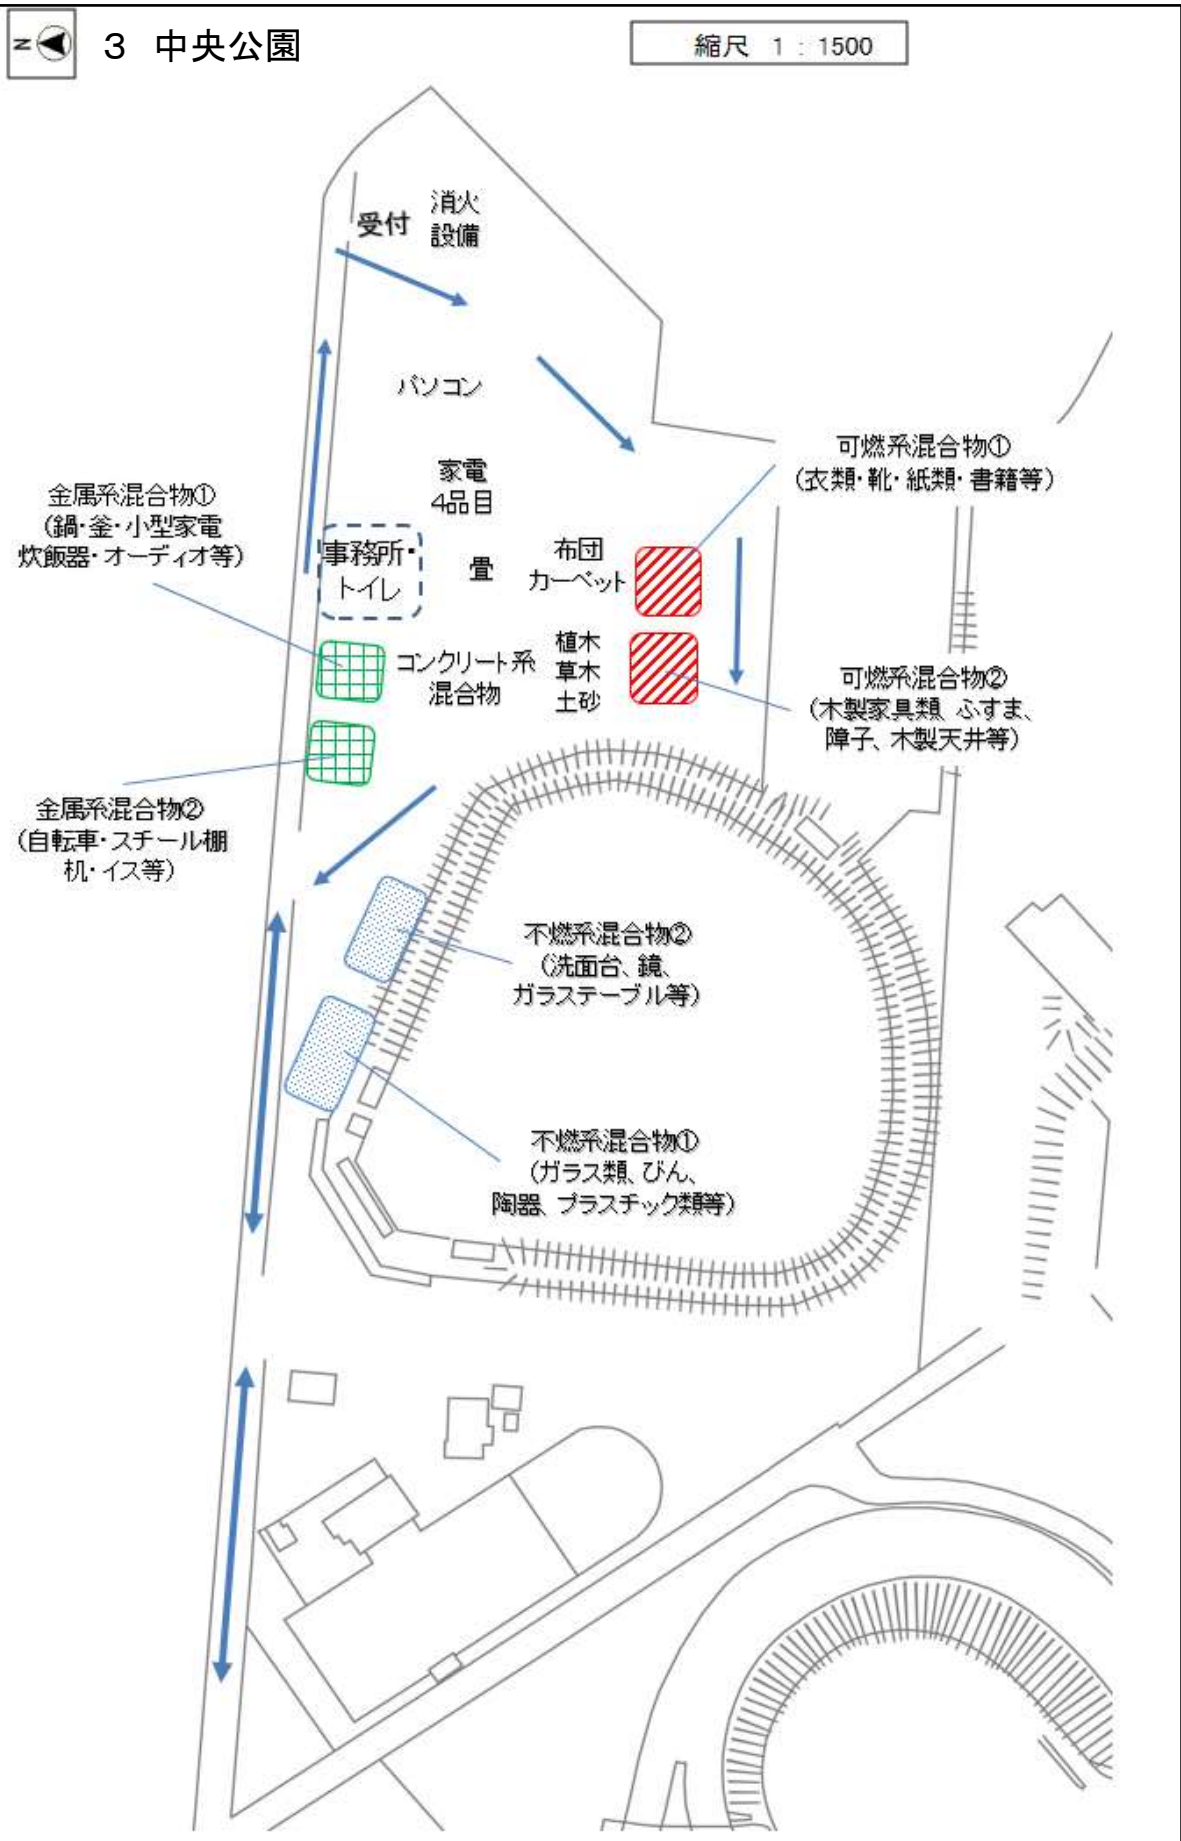 N
3 中央公園
縮尺 1 : 1500
受付
消火
設備
パソコン
家電
4品目
可燃系混合物①
(衣類・靴・紙類・書籍等)
金属系混合物①
(鍋・釜・小型家電
炊飯器・オーディオ等)
事務所・
トイレ
畳
布団
カーペット
コンクリート系
混合物
植木
草木
土砂
可燃系混合物②
(木製家具類、ふすま、
障子、木製天井等)
金属系混合物②
(自転車・スチール棚
机・イス等)
不燃系混合物②
(洗面台、鏡、
ガラステーブル等)
不燃系混合物①
(ガラス類、びん、
陶器、プラスチック類等)